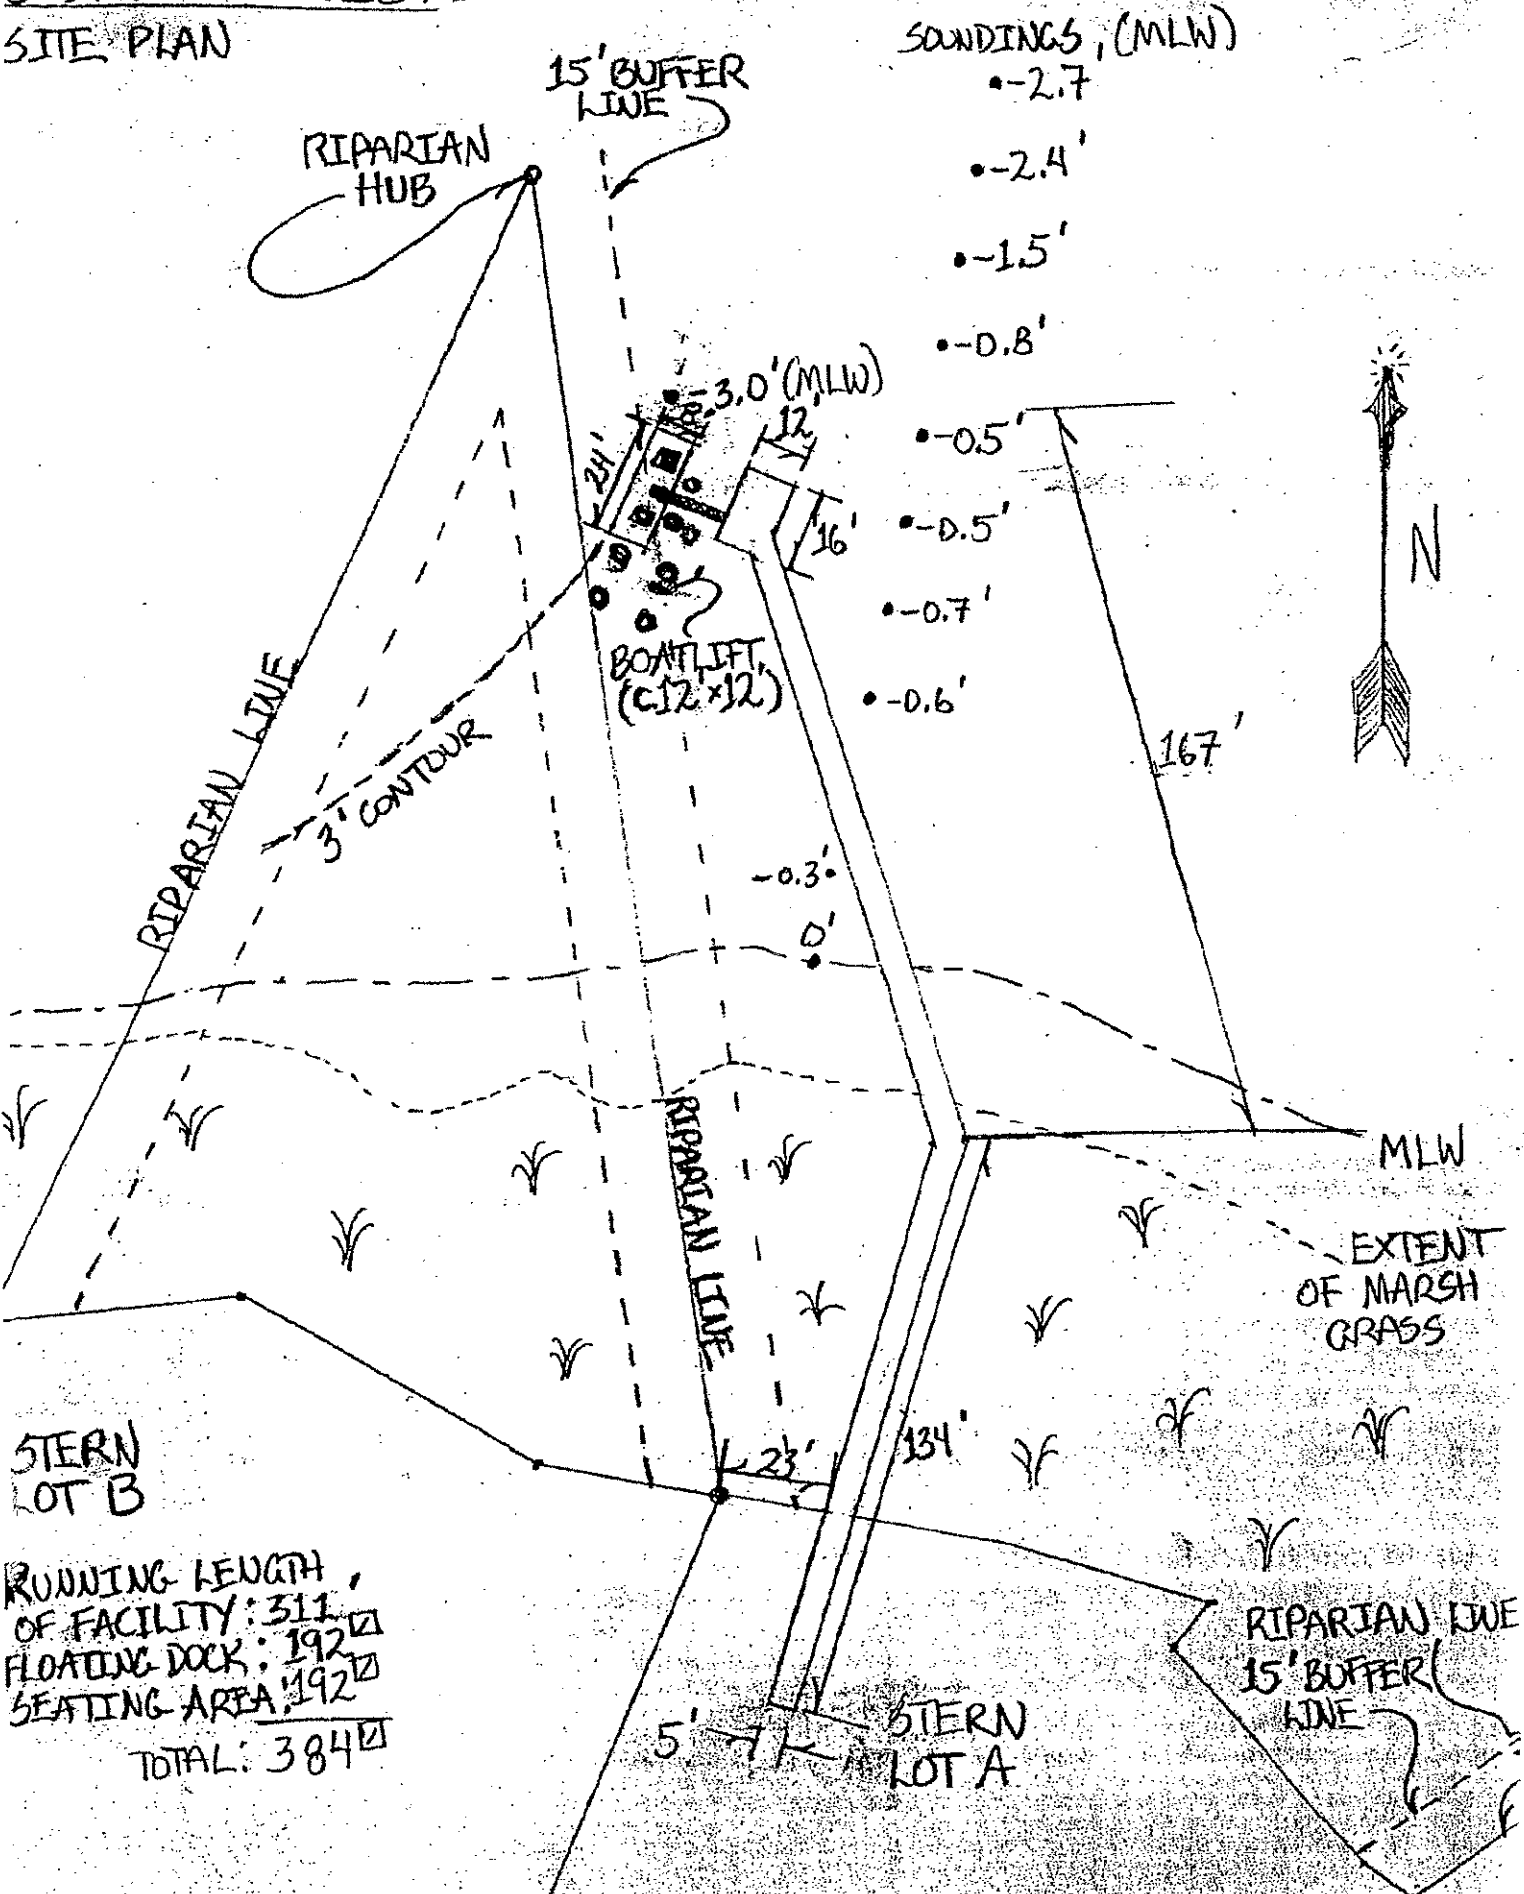 SITE PLAN
SOUNDINGS, (MLW)
15' BUFFER
LINE
-2.7
RIPARIAN
HUB
-2.4'
-1.5'
-0.8'
-3.0' (MLW)
8'
12'
-0.5'
24'
16'
-0.5'
N
-0.7'
BOATLIFT,
(C.12'x12')
-0.6'
RIPARIAN LINE
3' CONTOUR
167'
-0.3'
0'
RIPARIAN LINE
MLW
EXTENT
OF MARSH
GRASS
23'
134'
STERN
LOT B
RUNNING LENGTH
OF FACILITY: 311'
FLOATING DOCK: 192
SEATING AREA: 192
TOTAL: 384
RIPARIAN LINE
15' BUFFER
LINE
5'
STERN
LOT A